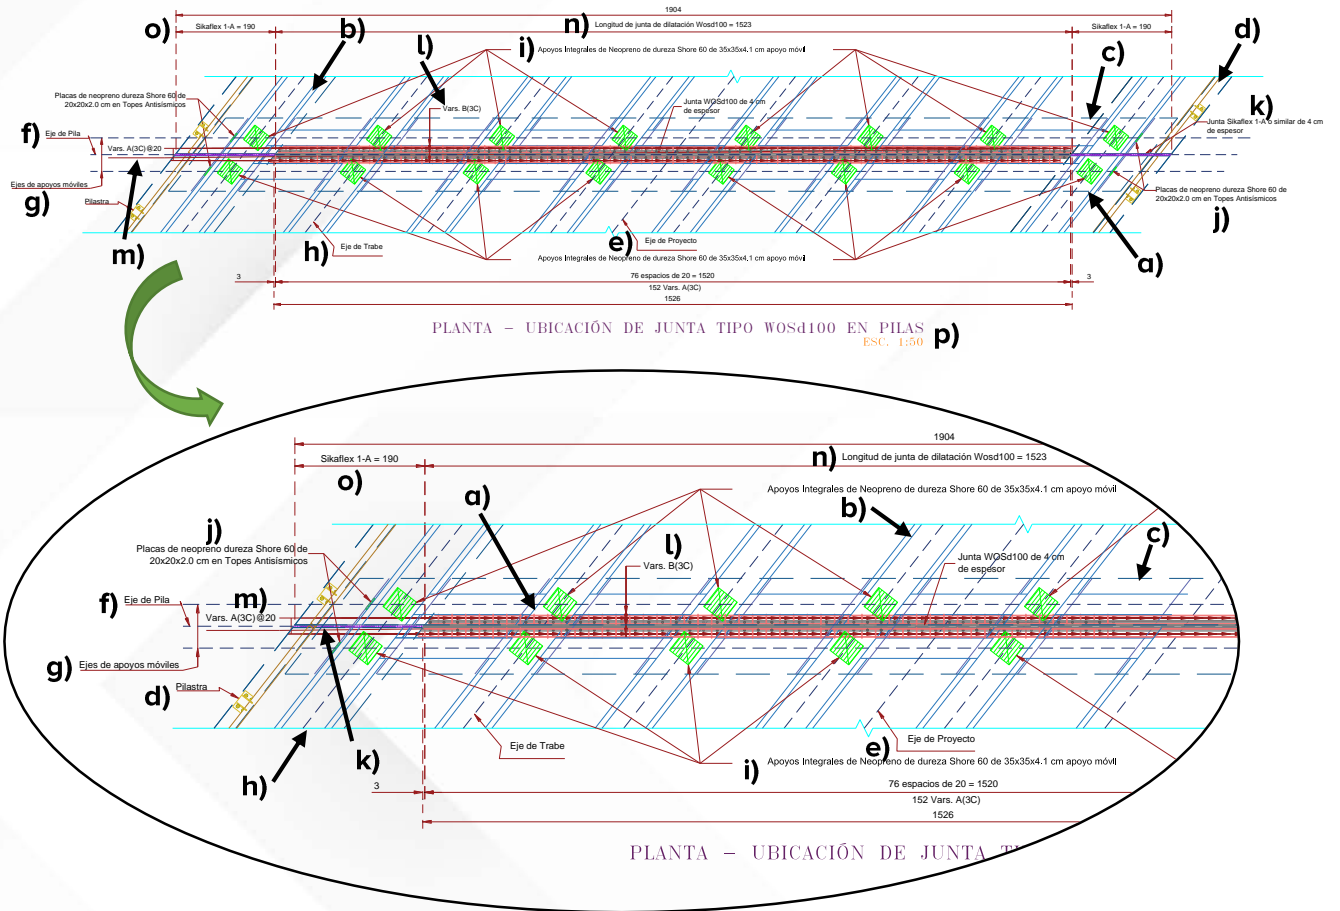 1904
o)
Sikaflex 1-A = 190
b)
n)
Longitud de junta de dilatación Wosd100 = 1523
Sikaflex 1-A = 190
d)
l)
i)
Apoyos Integrales de Neopreno de dureza Shore 60 de 35x35x4.1 cm apoyo móvil
c)
Placas de neopreno dureza Shore 60 de
20x20x2.0 cm en Topes Antisísmicos
Vars. B(3C)
Junta WOSd100 de 4 cm
de espesor
k)
Junta Sikaflex 1-A o similar de 4 cm
de espesor
f)
Eje de Pila
Vars. A(3C)@20
Ejes de apoyos móviles
g)
Pilastra
Placas de neopreno dureza Shore 60 de
20x20x2.0 cm en Topes Antisísmicos
j)
m)
h)
Eje de Trabe
e)
Eje de Proyecto
a)
Apoyos Integrales de Neopreno de dureza Shore 60 de 35x35x4.1 cm apoyo móvil
3
76 espacios de 20 = 1520
3
152 Vars. A(3C)
1526
PLANTA - UBICACIÓN DE JUNTA TIPO WOSd100 EN PILAS
ESC. 1:50
p)
1904
Sikaflex 1-A = 190
n)
Longitud de junta de dilatación Wosd100 = 1523
o)
a)
Apoyos Integrales de Neopreno de dureza Shore 60 de 35x35x4.1 cm apoyo móvil
b)
j)
Placas de neopreno dureza Shore 60 de
20x20x2.0 cm en Topes Antisísmicos
l)
Vars. B(3C)
Junta WOSd100 de 4 cm
de espesor
c)
f)
Eje de Pila
m)
Vars. A(3C)@20
g)
Ejes de apoyos móviles
d)
Pilastra
k)
h)
Eje de Trabe
e)
Eje de Proyecto
i)
Apoyos Integrales de Neopreno de dureza Shore 60 de 35x35x4.1 cm apoyo móvil
3
76 espacios de 20 = 1520
152 Vars. A(3C)
1526
PLANTA - UBICACIÓN DE JUNTA